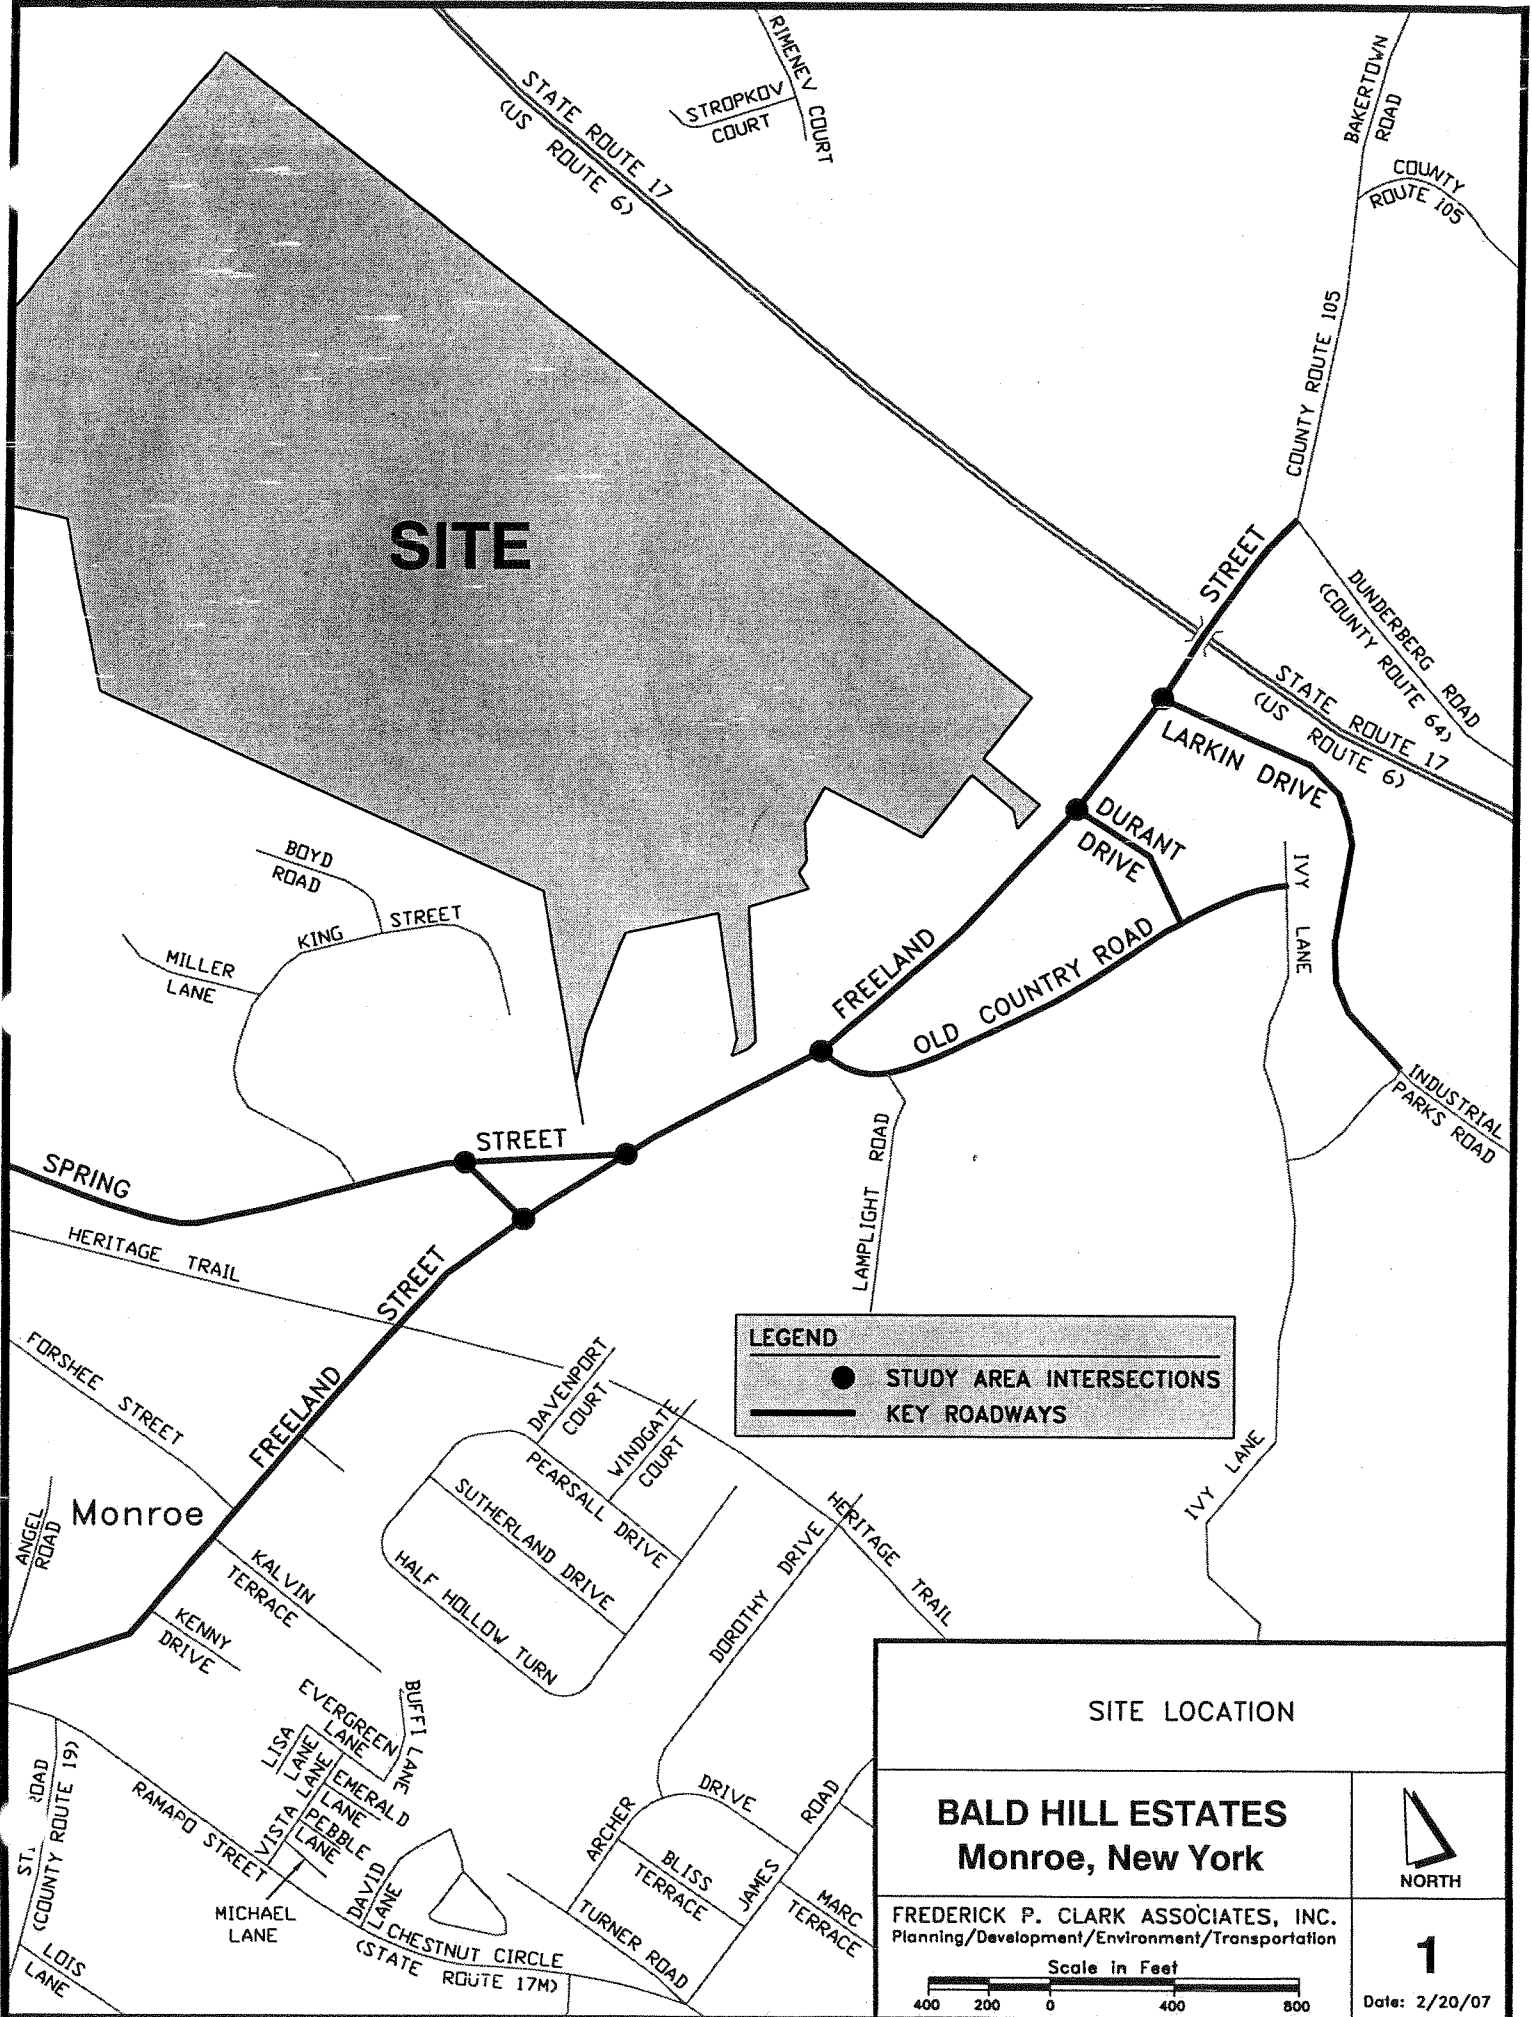 RIMENEV COURT
STROPKOV
COURT
STATE ROUTE 17
(US ROUTE 6)
BAKERTOWN
ROAD
COUNTY
ROUTE 105
COUNTY ROUTE 105
SITE
STREET
DUNDERBERG ROAD
(COUNTY ROUTE 64)
STATE ROUTE 17
(US ROUTE 6)
LARKIN DRIVE
DURANT
DRIVE
IVY LANE
BOYD
ROAD
KING STREET
MILLER
LANE
FREELAND
OLD COUNTRY ROAD
INDUSTRIAL
PARKS ROAD
STREET
SPRING
LAMPLIGHT ROAD
HERITAGE TRAIL
STREET
FORSHEE STREET
FREELAND
LEGEND
STUDY AREA INTERSECTIONS
KEY ROADWAYS
DAVENPORT
COURT
WINDGATE
COURT
PEARSALL DRIVE
SUTHERLAND DRIVE
HALF HOLLOW TURN
IVY LANE
HERITAGE TRAIL
DOROTHY DRIVE
Monroe
ANGEL
ROAD
KALVIN
TERRACE
KENNY
DRIVE
EVERGREEN
LANE
BUFFI LANE
LISA
LANE
VISTA LANE
EMERALD
LANE
PEBBLE
LANE
RAMAPO STREET
ST. ROAD
(COUNTY ROUTE 19)
MICHAEL
LANE
DAVID
LANE
CHESTNUT CIRCLE
(STATE ROUTE 17M)
LOIS
LANE
ARCHER
DRIVE
BLISS
TERRACE
JAMES ROAD
MARC
TERRACE
TURNER ROAD
SITE LOCATION
BALD HILL ESTATES
Monroe, New York
NORTH
FREDERICK P. CLARK ASSOCIATES, INC.
Planning/Development/Environment/Transportation
Scale in Feet
400 200 0 400 800
1
Date: 2/20/07